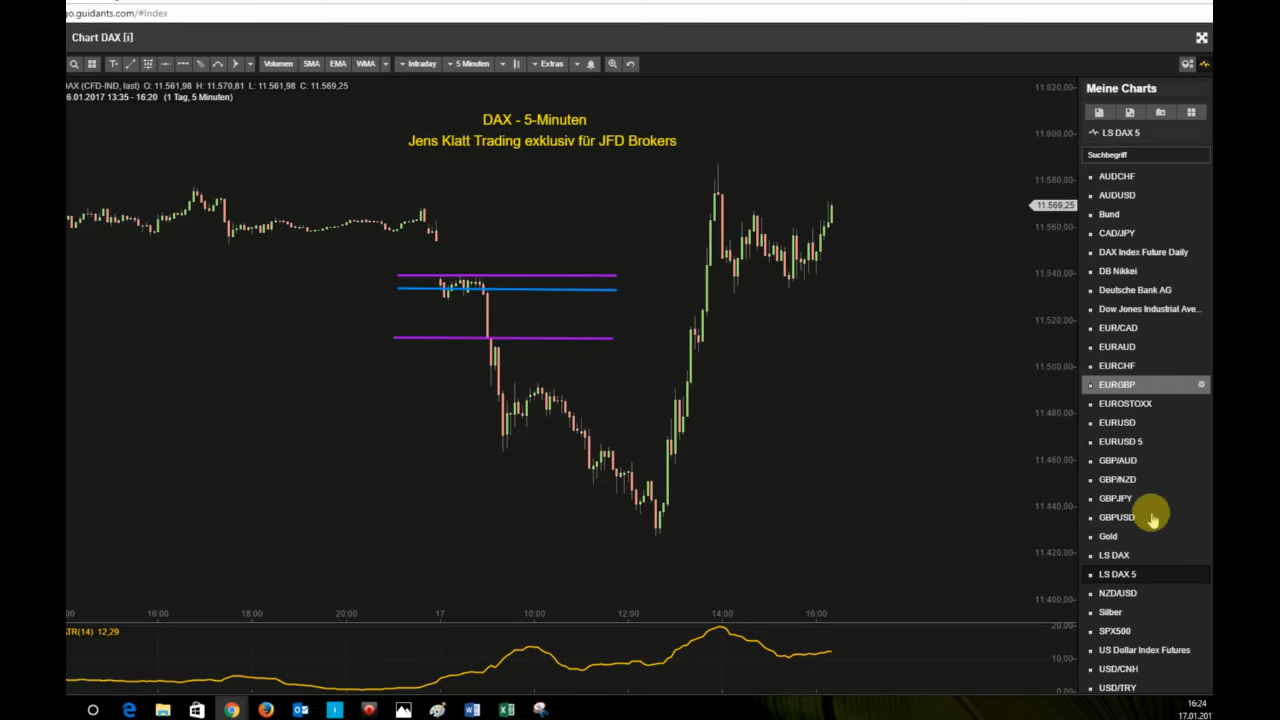 go.guidants.com/#Index
Chart DAX [i]
Volumen SMA EMA WMA Intraday 5 Minuten Extras
DAX (CFD-IND, last) O: 11.561,98 H: 11.570,81 L: 11.561,98 C: 11.569,25
6.01.2017 13:35 - 16:20 (1 Tag, 5 Minuten)
DAX - 5-Minuten
Jens Klatt Trading exklusiv für JFD Brokers
11.620,00
11.600,00
11.580,00
11.569,25
11.560,00
11.540,00
11.520,00
11.500,00
11.480,00
11.460,00
11.440,00
11.420,00
11.400,00
:00 16:00 18:00 20:00 17 10:00 12:00 14:00 16:00
ATR(14) 12,29
20,00
10,00
0,00
Meine Charts
LS DAX 5
Suchbegriff
AUDCHF
AUDUSD
Bund
CAD/JPY
DAX Index Future Daily
DB Nikkei
Deutsche Bank AG
Dow Jones Industrial Ave...
EUR/CAD
EURAUD
EURCHF
EURGBP
EUROSTOXX
EURUSD
EURUSD 5
GBP/AUD
GBP/NZD
GBPJPY
GBPUSD
Gold
LS DAX
LS DAX 5
NZD/USD
Silber
SPX500
US Dollar Index Futures
USD/CNH
USD/TRY
16:24
17.01.201